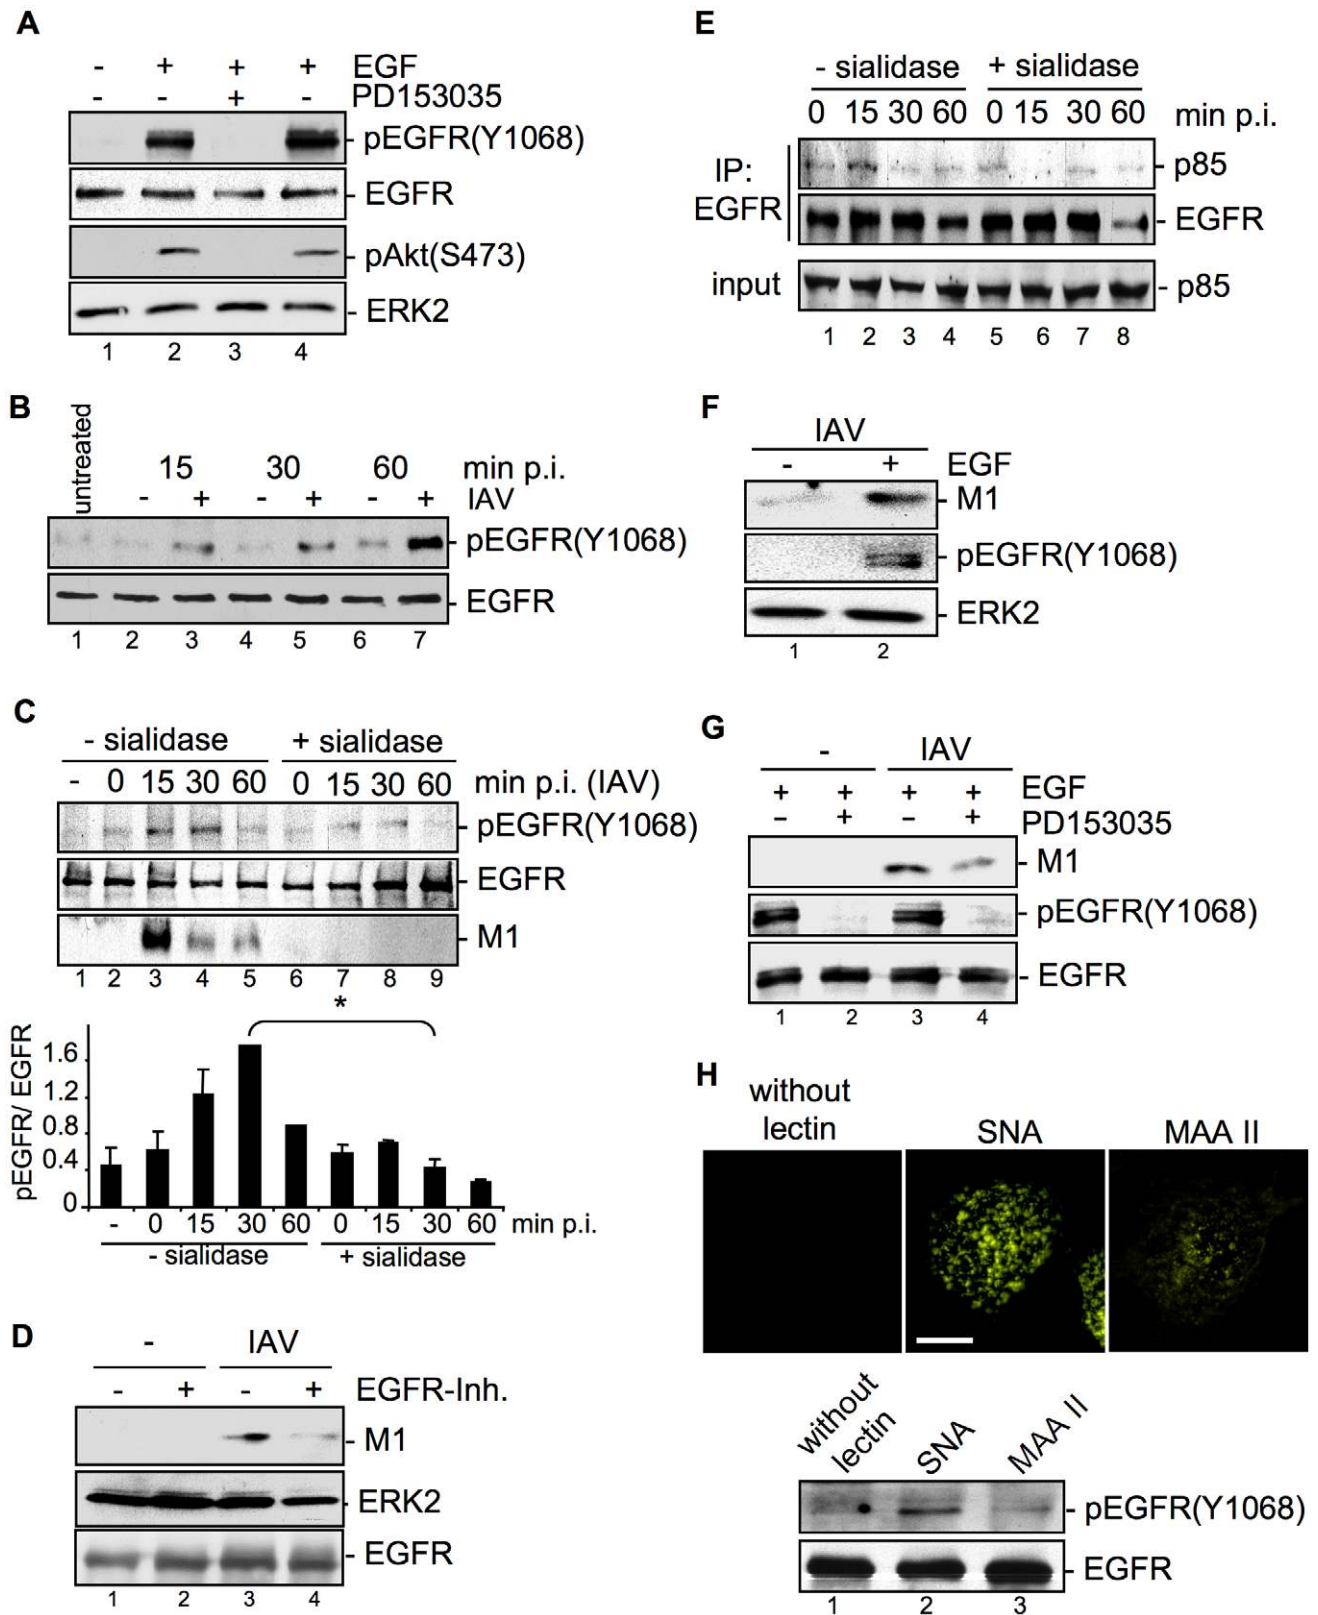 A
- + + + EGF
- - + - PD153035
pEGFR(Y1068)
EGFR
pAkt(S473)
ERK2
1 2 3 4
B
untreated
15 30 60 min p.i.
- + - + - + IAV
pEGFR(Y1068)
EGFR
1 2 3 4 5 6 7
C
- sialidase + sialidase
- 0 15 30 60 0 15 30 60 min p.i. (IAV)
pEGFR(Y1068)
EGFR
M1
1 2 3 4 5 6 7 8 9
*
pEGFR/ EGFR
1.6
1.2
0.8
0.4
0
- 0 15 30 60 0 15 30 60 min p.i.
- sialidase + sialidase
D
- IAV
- + - + EGFR-Inh.
M1
ERK2
EGFR
1 2 3 4
E
- sialidase + sialidase
0 15 30 60 0 15 30 60 min p.i.
IP:
EGFR
p85
EGFR
input
p85
1 2 3 4 5 6 7 8
F
IAV
- + EGF
M1
pEGFR(Y1068)
ERK2
1 2
G
- IAV
+ + + + EGF
- + - + PD153035
M1
pEGFR(Y1068)
EGFR
1 2 3 4
H
without
lectin
SNA
MAA II
without
lectin
SNA
MAA II
pEGFR(Y1068)
EGFR
1 2 3